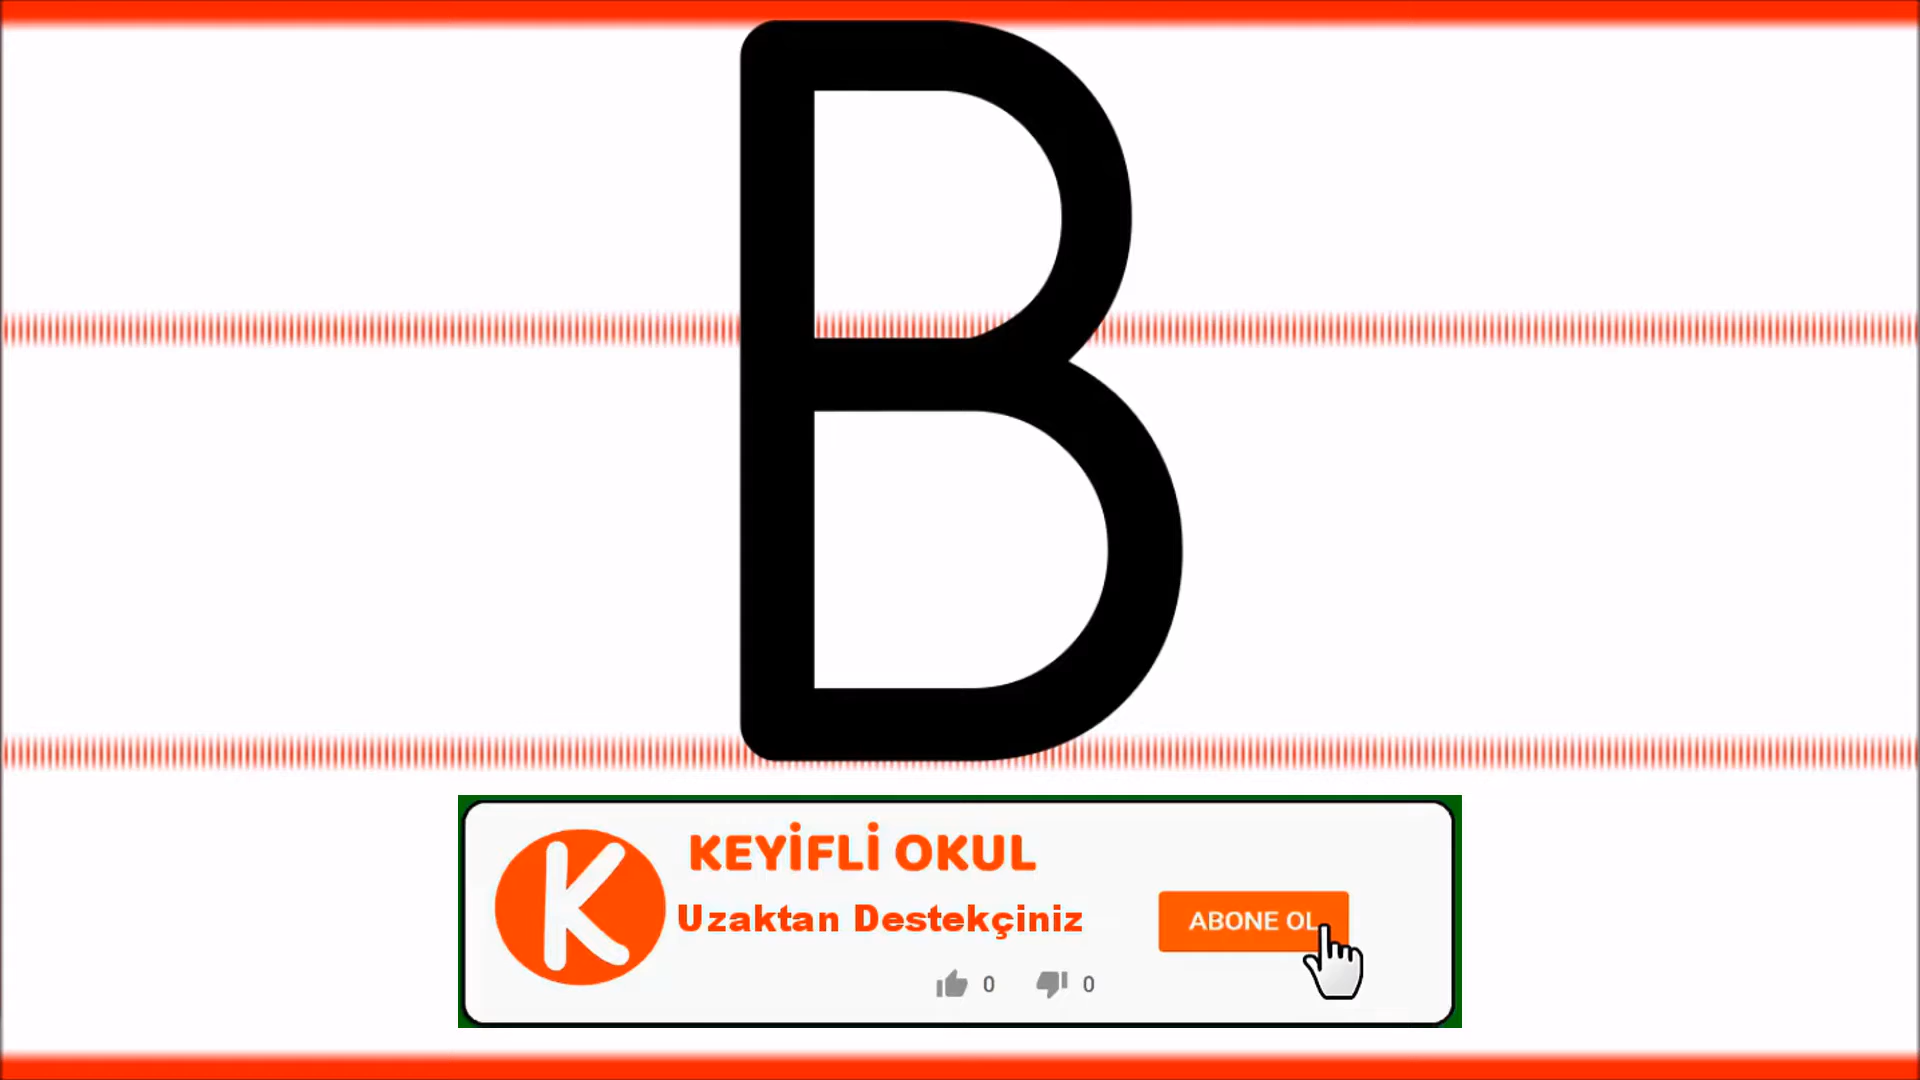 B
K
KEYİFLİ OKUL
Uzaktan Destekçiniz
ABONE OL
0 0